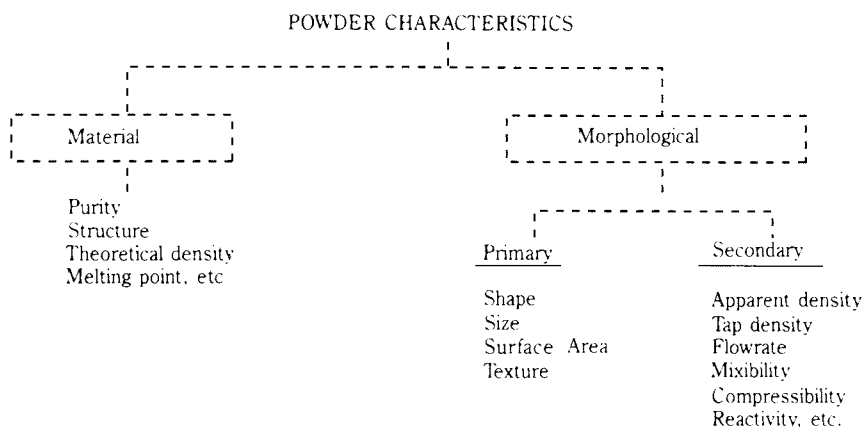 POWDER CHARACTERISTICS
Material
Morphological
Purity
Structure
Theoretical density
Melting point, etc
Primary
Shape
Size
Surface Area
Texture
Secondary
Apparent density
Tap density
Flowrate
Mixibility
Compressibility
Reactivity, etc.